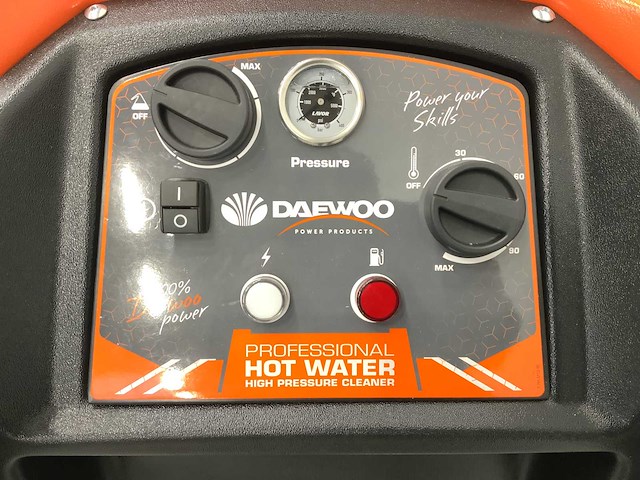 MAX
OFF
LAVOR
Pressure
Power your
Skills
30
60
OFF
90
MAX
I
O
DAEWOO
POWER PRODUCTS
100%
Daewoo
power
PROFESSIONAL
HOT WATER
HIGH PRESSURE CLEANER